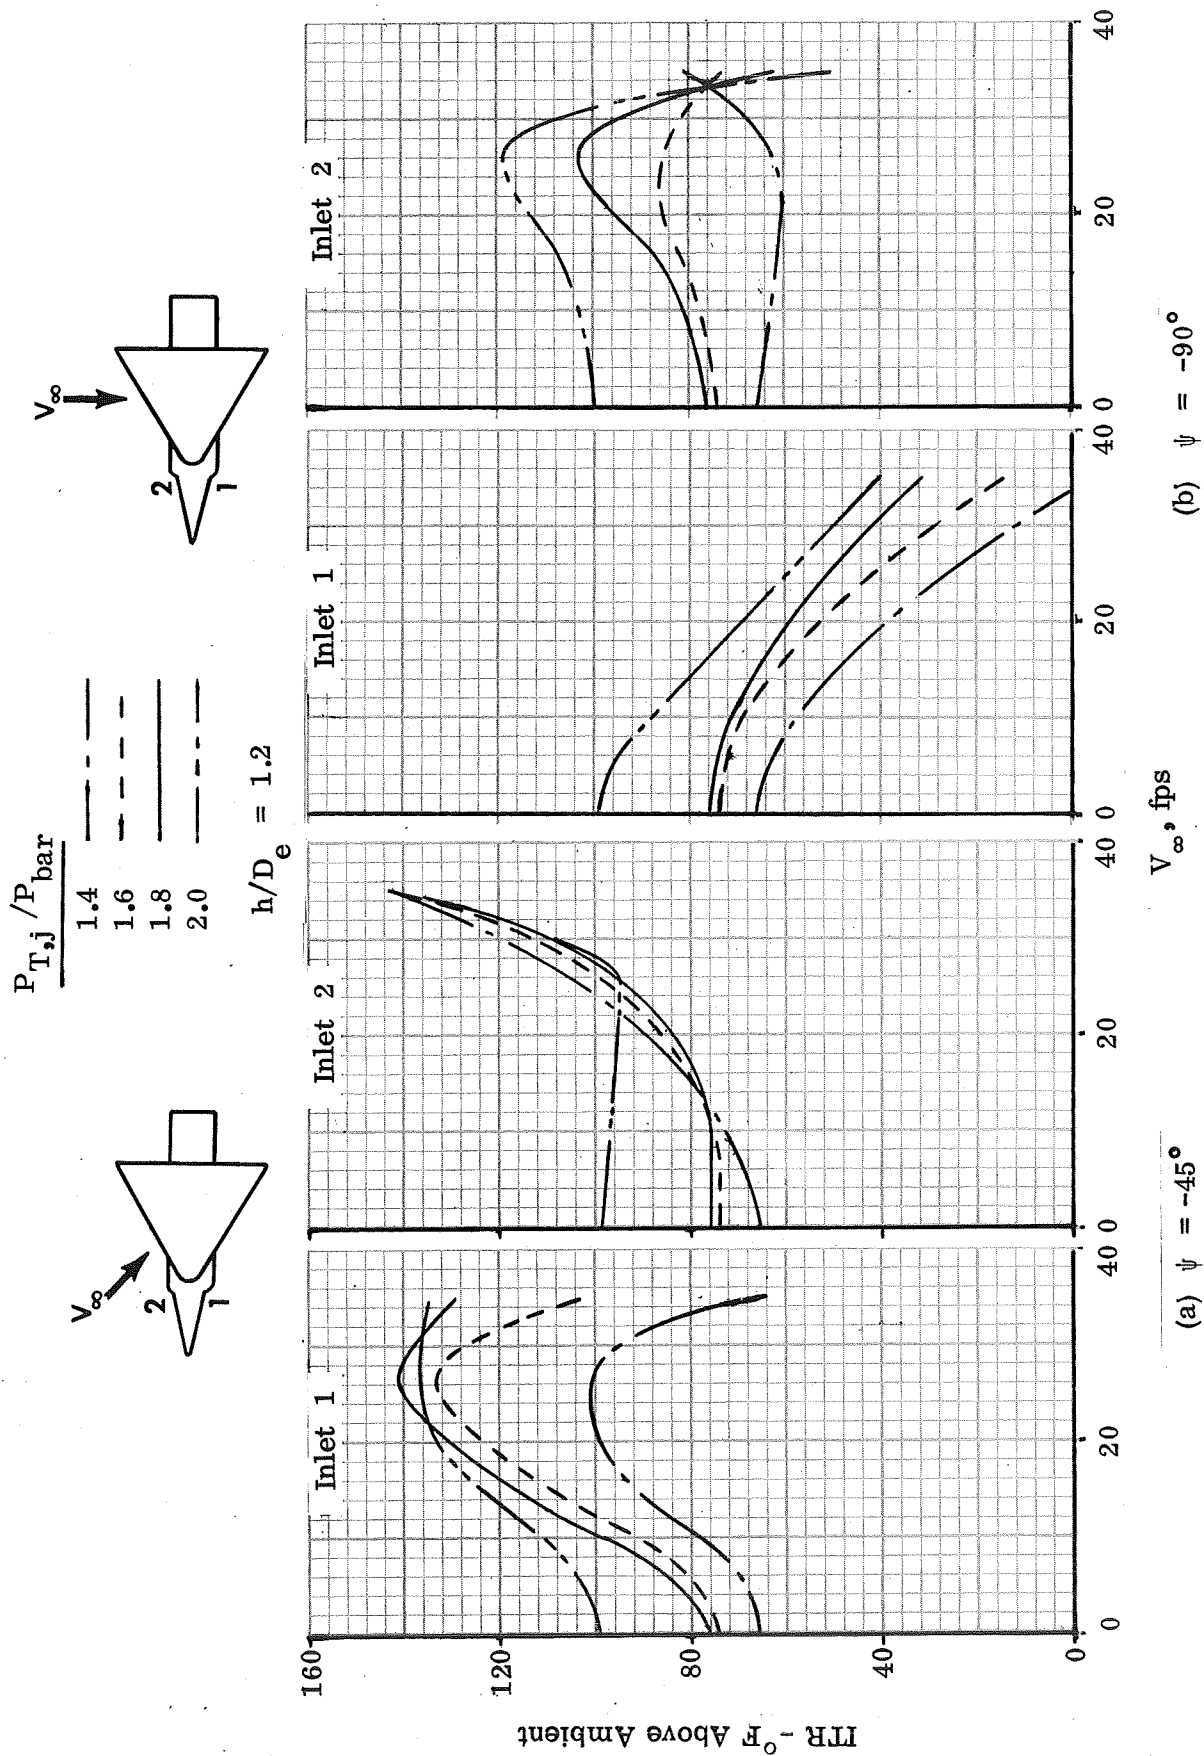 P_T,j /P_bar
1.4
1.6
1.8
2.0
h/D_e = 1.2
V∞
2
1
V∞
2
1
ITR - °F Above Ambient
160
120
80
40
0
Inlet 1
0 20 40
Inlet 2
0 20 40
Inlet 1
0 20 40
Inlet 2
0 20 40
V∞, fps
(a) ψ = -45°
(b) ψ = -90°